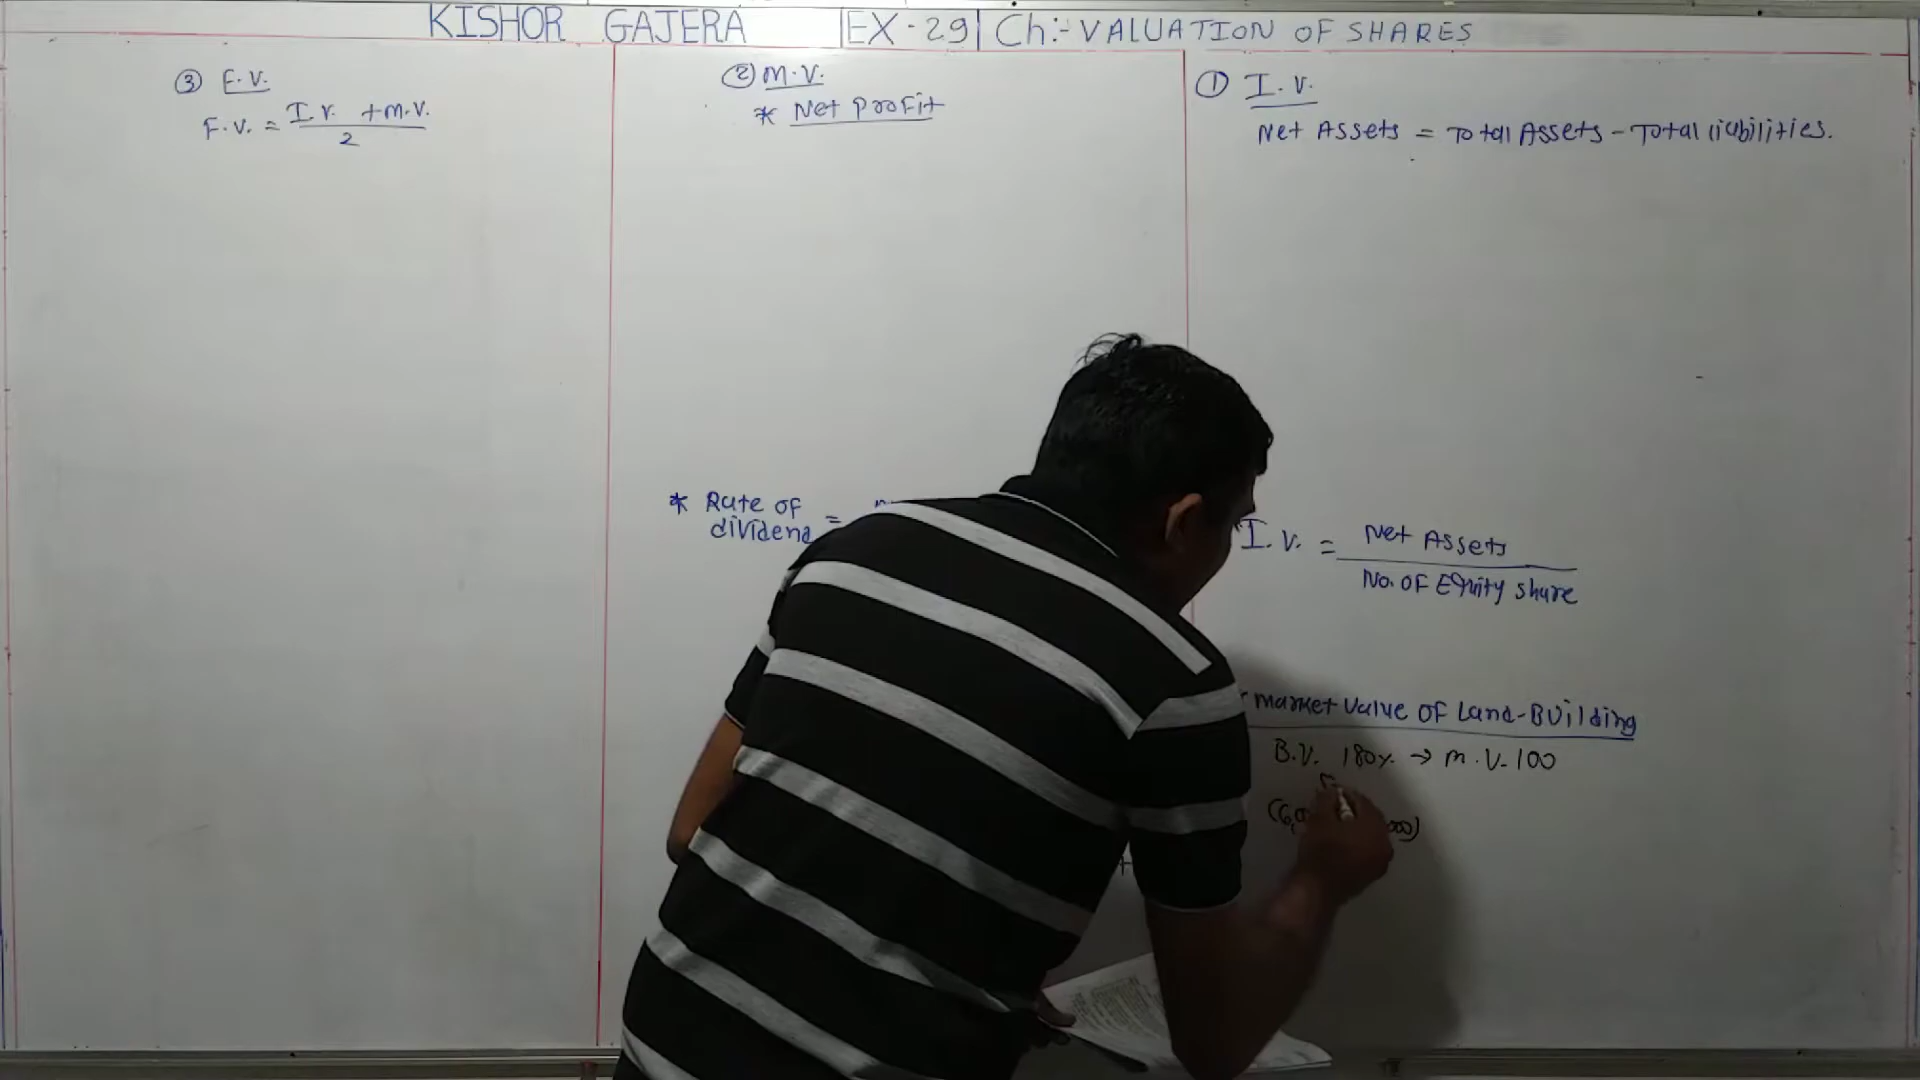 KISHOR GAJERA | EX-29 | Ch:- VALUATION OF SHARES
③ F.V.
F.V. = I.V. + M.V.
2
② M.V.
* Net Profit
* Rate of
dividend =
① I.V.
Net Assets = Total Assets - Total liabilities.
I.V. = Net Assets
No. of Equity share
Market Value of Land-Building
B.V. 180% → M.V. 100